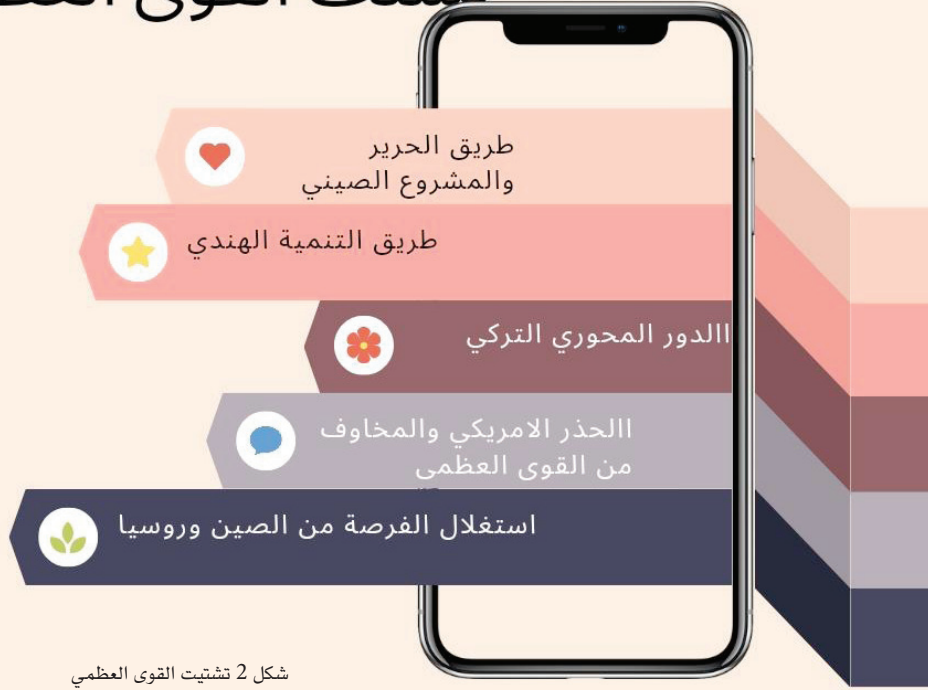 القوى
طريق الحرير
والمشروع الصيني
طريق التنمية الهندي
االدور المحوري التركي
االحذر الامريكي والمخاوف
من القوى العظمى
استغلال الفرصة من الصين وروسيا
شكل 2 تشتيت القوى العظمي